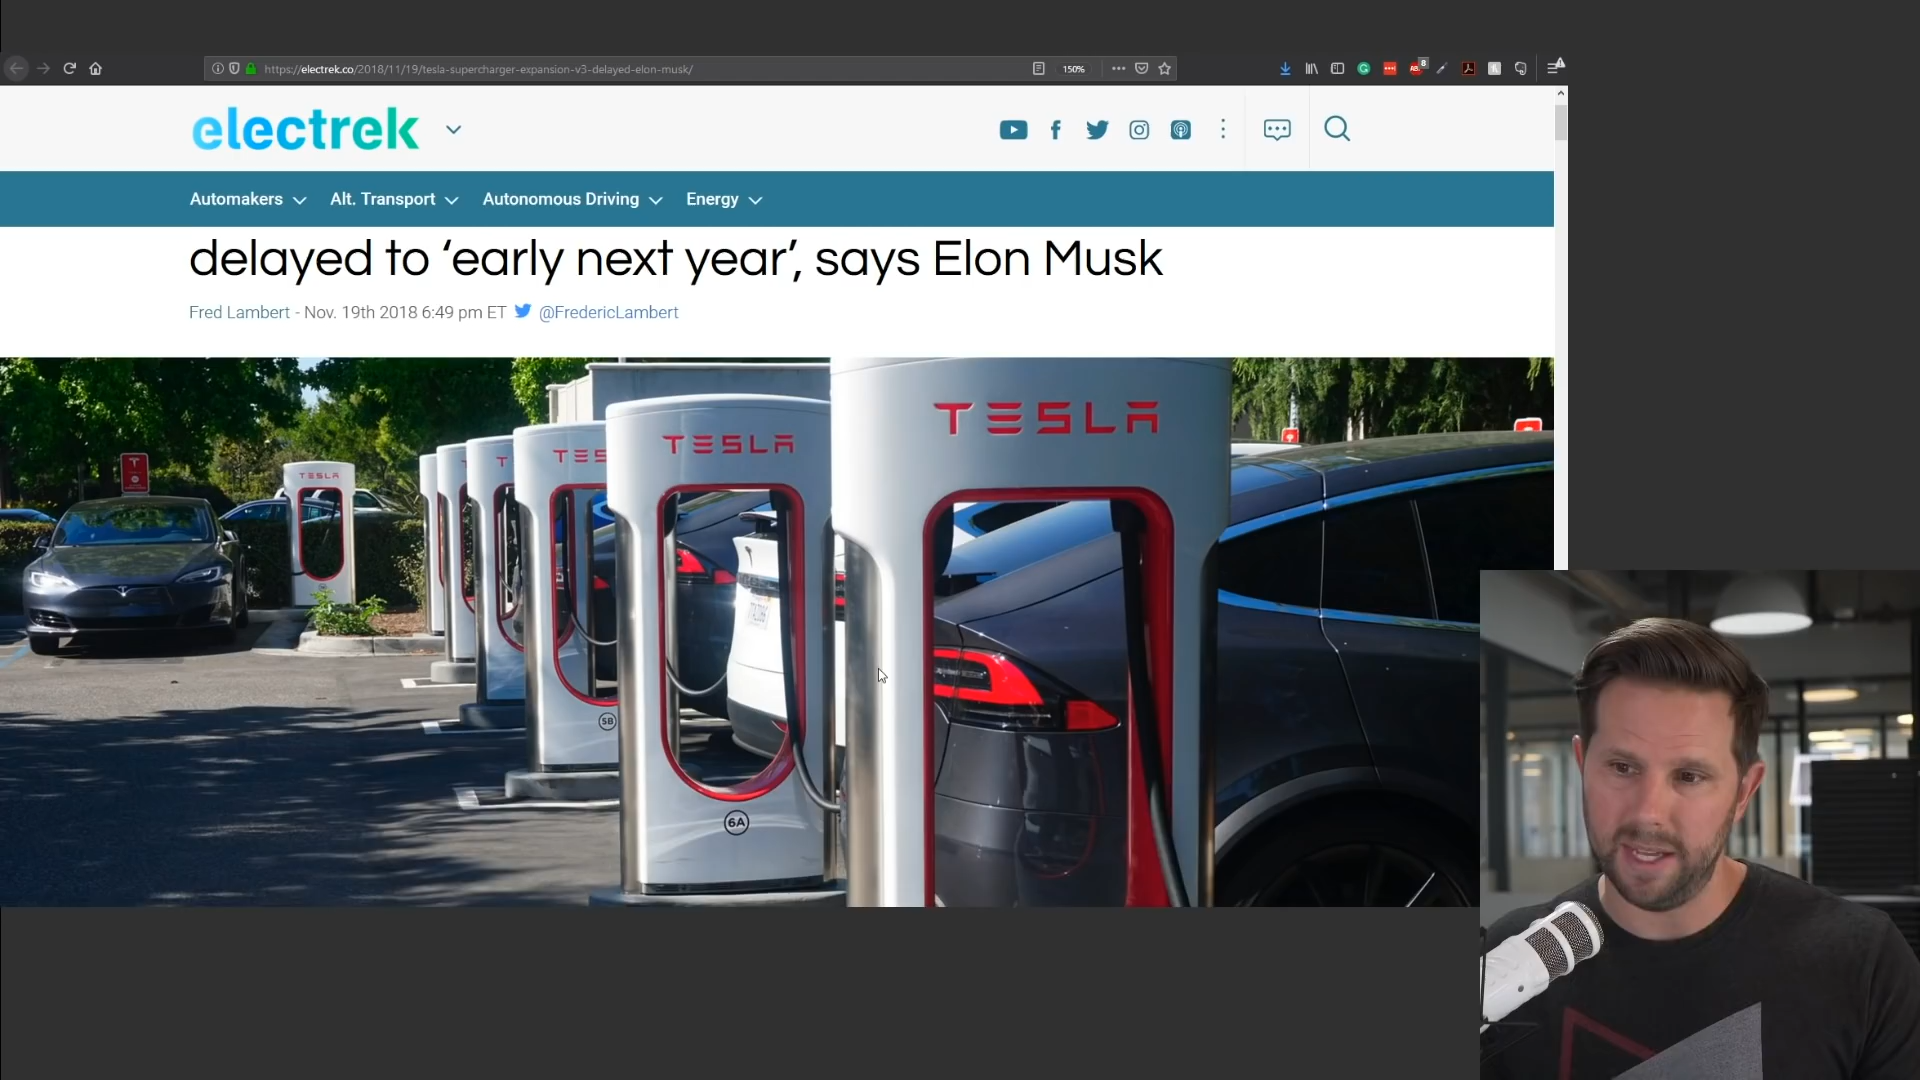 https://electrek.co/2018/11/19/tesla-supercharger-expansion-v3-delayed-elon-musk/
150%
8
electrek
Automakers
Alt. Transport
Autonomous Driving
Energy
delayed to ‘early next year’, says Elon Musk
Fred Lambert - Nov. 19th 2018 6:49 pm ET @FredericLambert
TESLA
TESLA
TES
T
TESLA
5B
6A